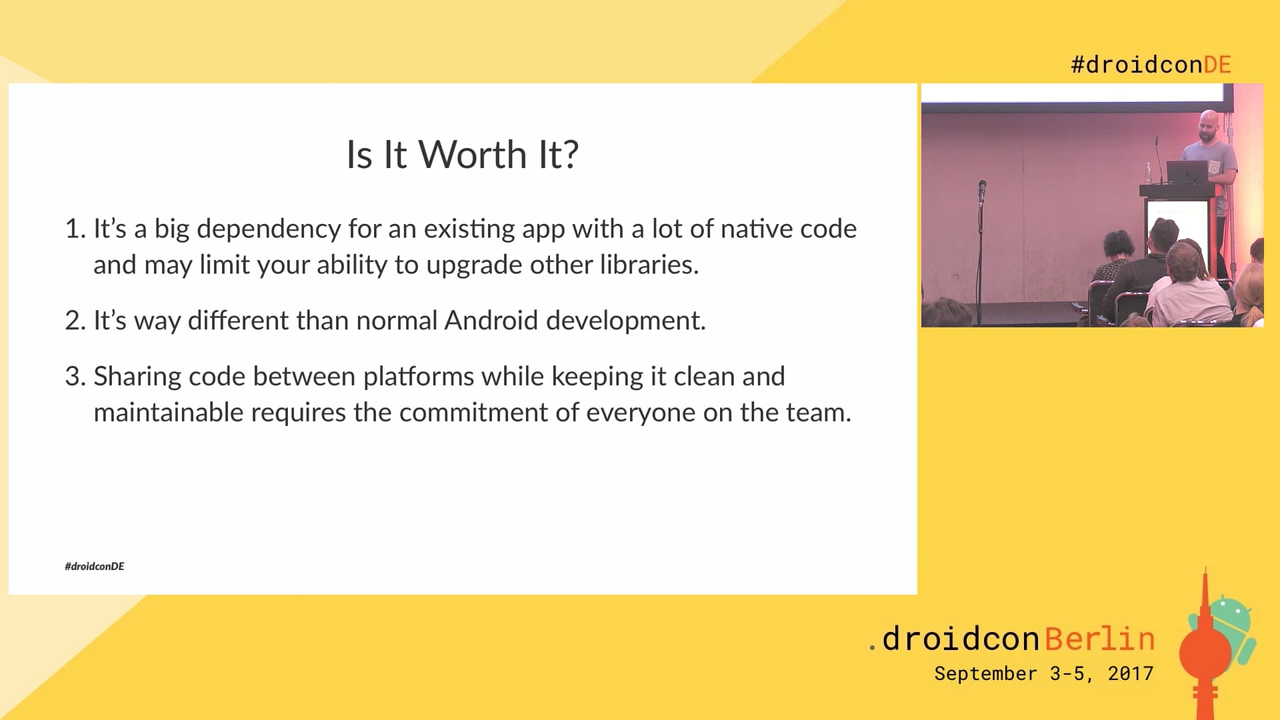 #droidconDE
Is It Worth It?
1. It's a big dependency for an existing app with a lot of native code
and may limit your ability to upgrade other libraries.
2. It's way different than normal Android development.
3. Sharing code between platforms while keeping it clean and
maintainable requires the commitment of everyone on the team.
#droidconDE
.droidconBerlin
September 3-5, 2017